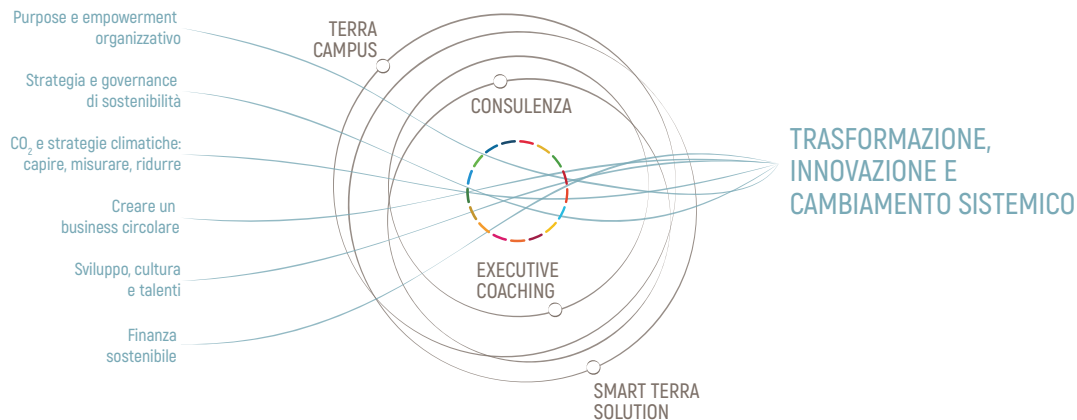 Purpose e empowerment
organizzativo
Strategia e governance
di sostenibilità
CO₂ e strategie climatiche:
capire, misurare, ridurre
Creare un
business circolare
Sviluppo, cultura
e talenti
Finanza
sostenibile
TERRA
CAMPUS
CONSULENZA
EXECUTIVE
COACHING
SMART TERRA
SOLUTION
TRASFORMAZIONE,
INNOVAZIONE E
CAMBIAMENTO SISTEMICO